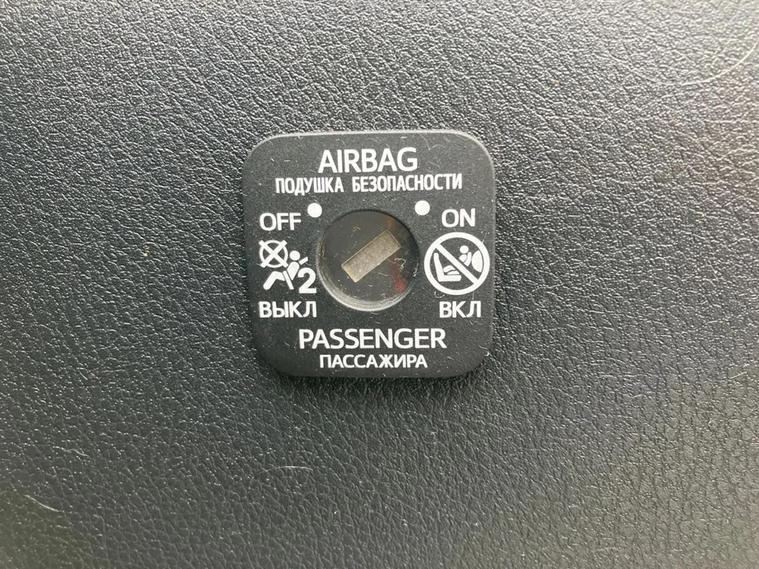 AIRBAG
ПОДУШКА БЕЗОПАСНОСТИ
OFF ON
2
ВЫКЛ ВКЛ
PASSENGER
ПАССАЖИРА